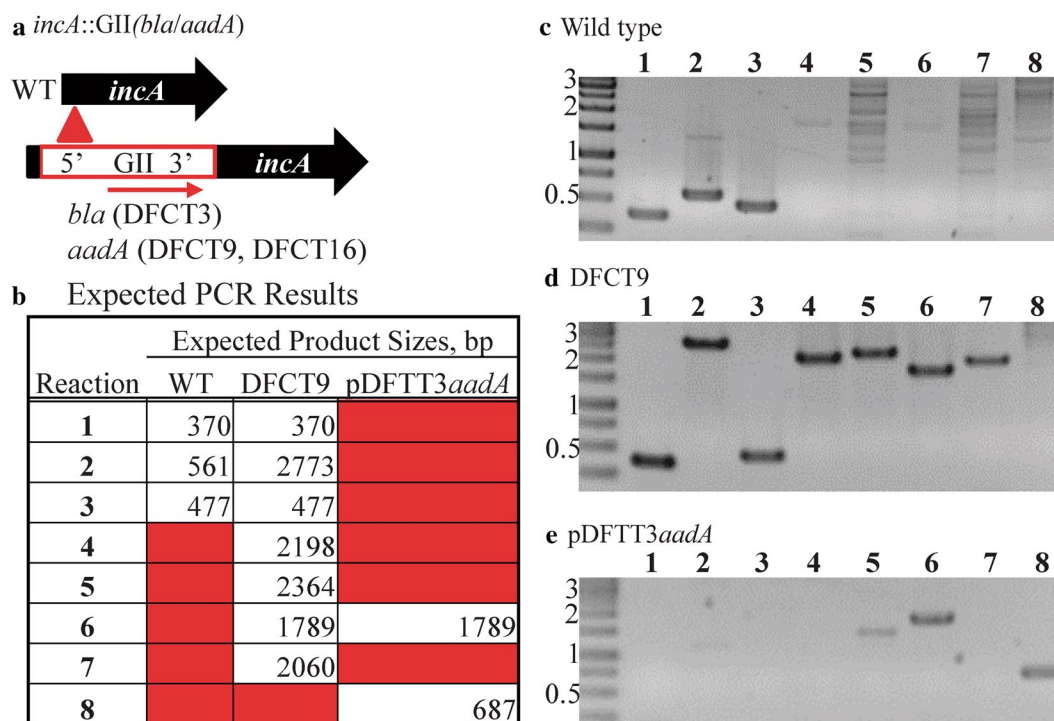 a incA::GII(bla/aadA)
WT incA
5' GII 3' incA
bla (DFCT3)
aadA (DFCT9, DFCT16)
b Expected PCR Results
Expected Product Sizes, bp
Reaction WT DFCT9 pDFTT3aadA
1 370 370
2 561 2773
3 477 477
4 2198
5 2364
6 1789 1789
7 2060
8 687
c Wild type
1 2 3 4 5 6 7 8
3
2
1
0.5
d DFCT9
1 2 3 4 5 6 7 8
3
2
1
0.5
e pDFTT3aadA
1 2 3 4 5 6 7 8
3
2
1
0.5